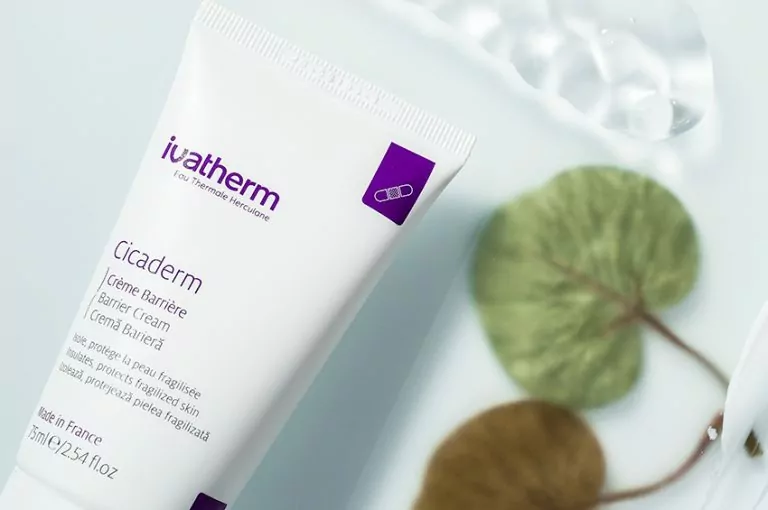 ivatherm
Eau Thermale Herculane
Cicaderm
Crème Barrière
Barrier Cream
Cremă Barieră
Isole, protège la peau fragilisée
Insulates, protects fragilized skin
Izolează, protejează pielea fragilizată
Made in France
75ml e/2.54 fl.oz